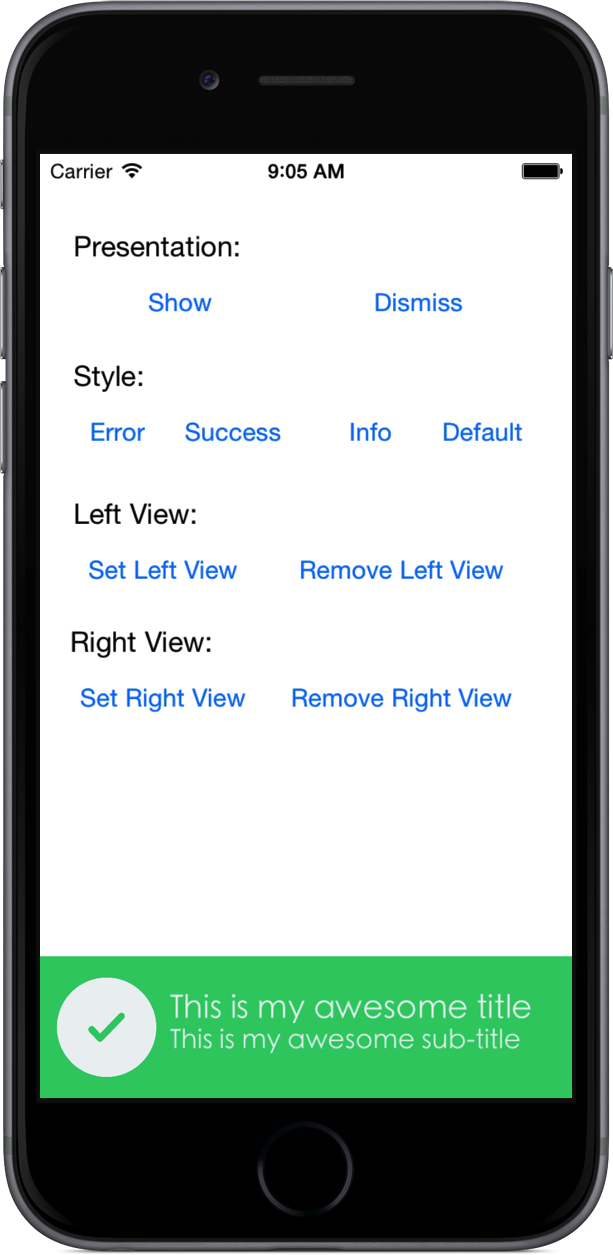 Carrier 9:05 AM
Presentation:
Show Dismiss
Style:
Error Success Info Default
Left View:
Set Left View Remove Left View
Right View:
Set Right View Remove Right View
This is my awesome title
This is my awesome sub-title